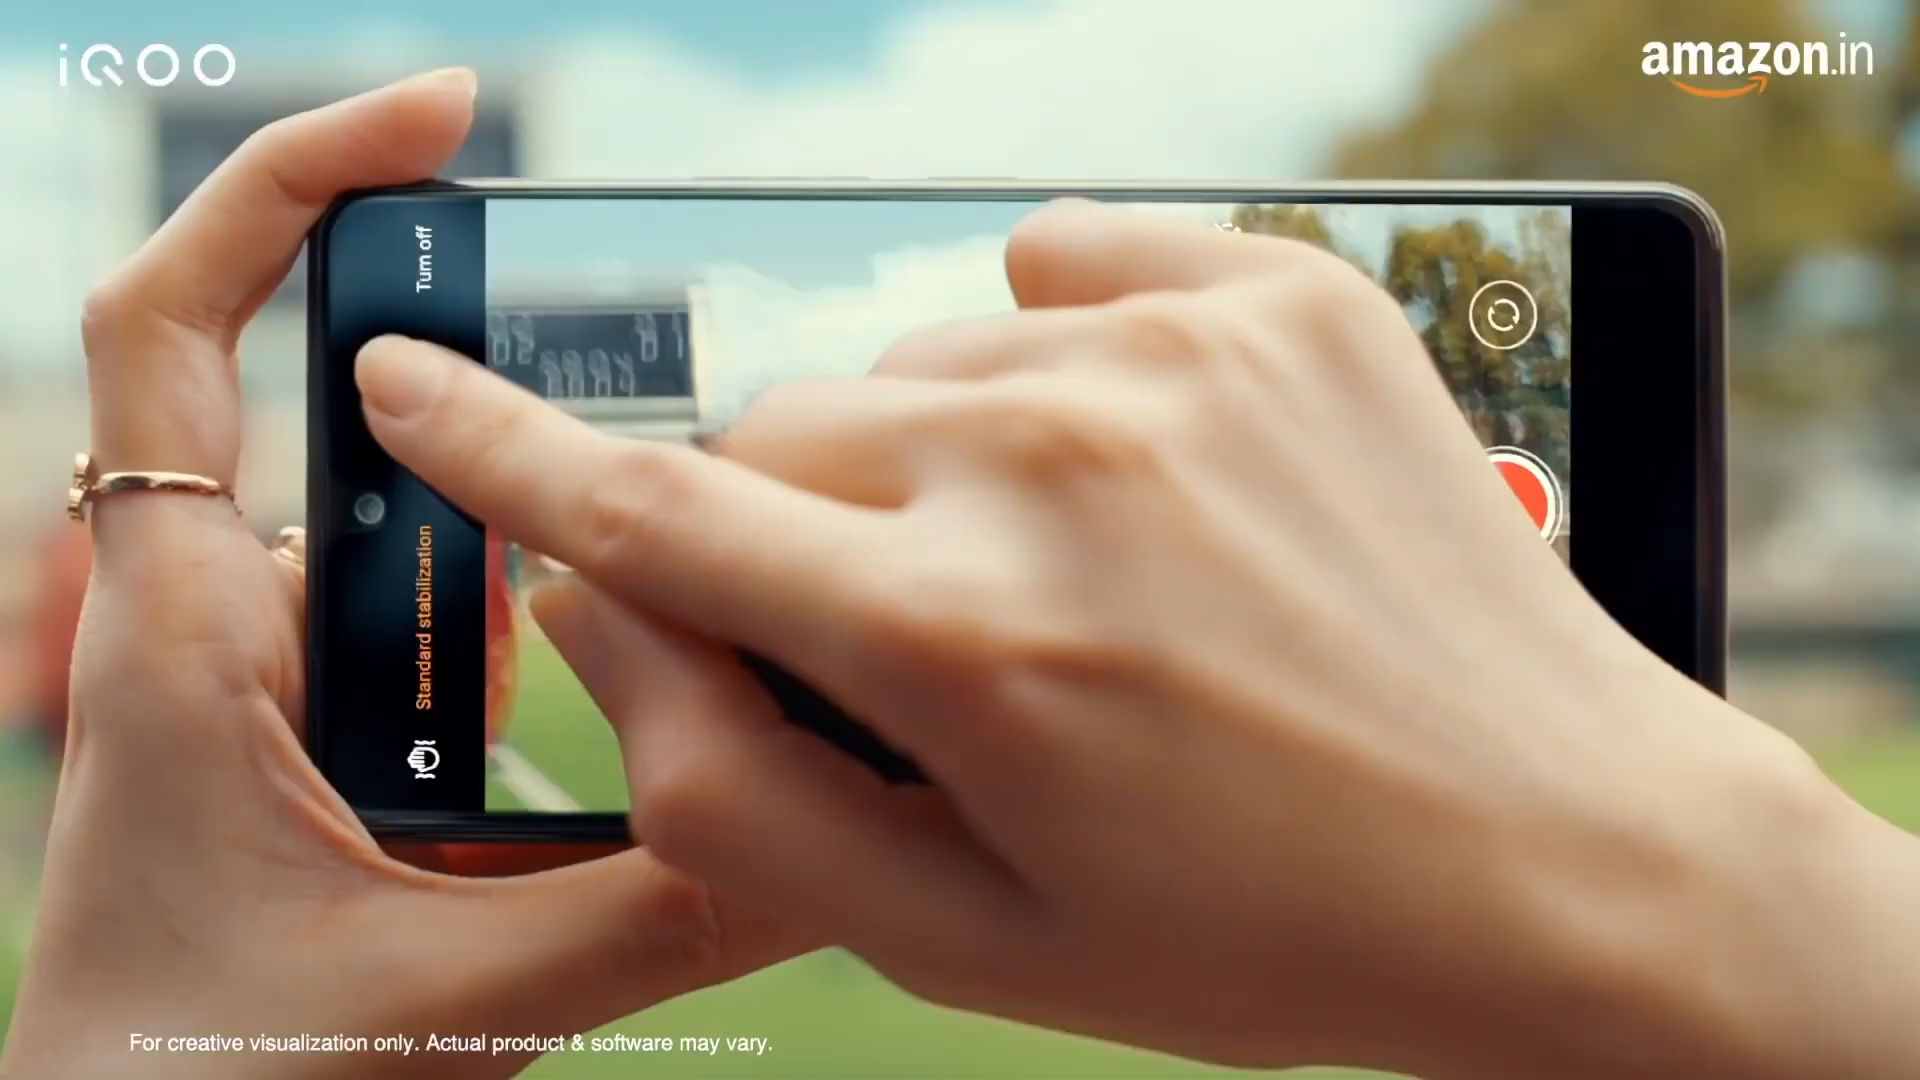 iQOO
amazon.in
Turn off
Standard stabilization
For creative visualization only. Actual product & software may vary.